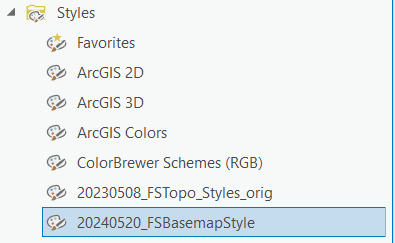 Styles
Favorites
ArcGIS 2D
ArcGIS 3D
ArcGIS Colors
ColorBrewer Schemes (RGB)
20230508_FSTopo_Styles_orig
20240520_FSBasemapStyle